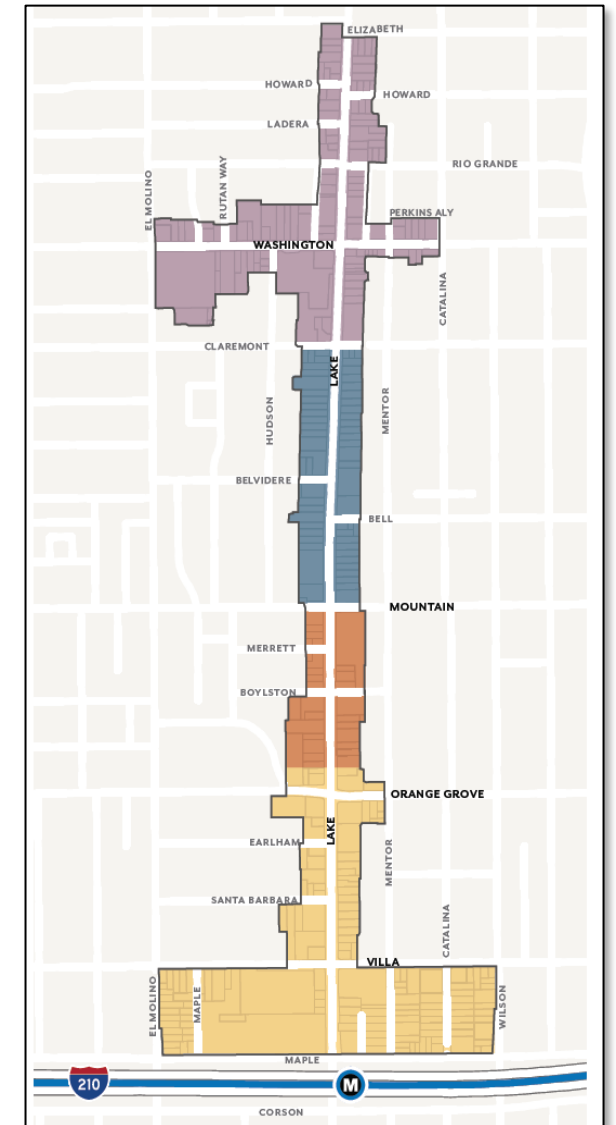 ELIZABETH
HOWARD
HOWARD
LADERA
RIO GRANDE
EL MOLINO
RUTAN WAY
PERKINS ALY
WASHINGTON
CATALINA
CLAREMONT
LAKE
HUDSON
MENTOR
BELVIDERE
BELL
MOUNTAIN
MERRETT
BOYLSTON
ORANGE GROVE
LAKE
EARLHAM
MENTOR
SANTA BARBARA
CATALINA
VILLA
EL MOLINO
MAPLE
WILSON
MAPLE
210
M
CORSON